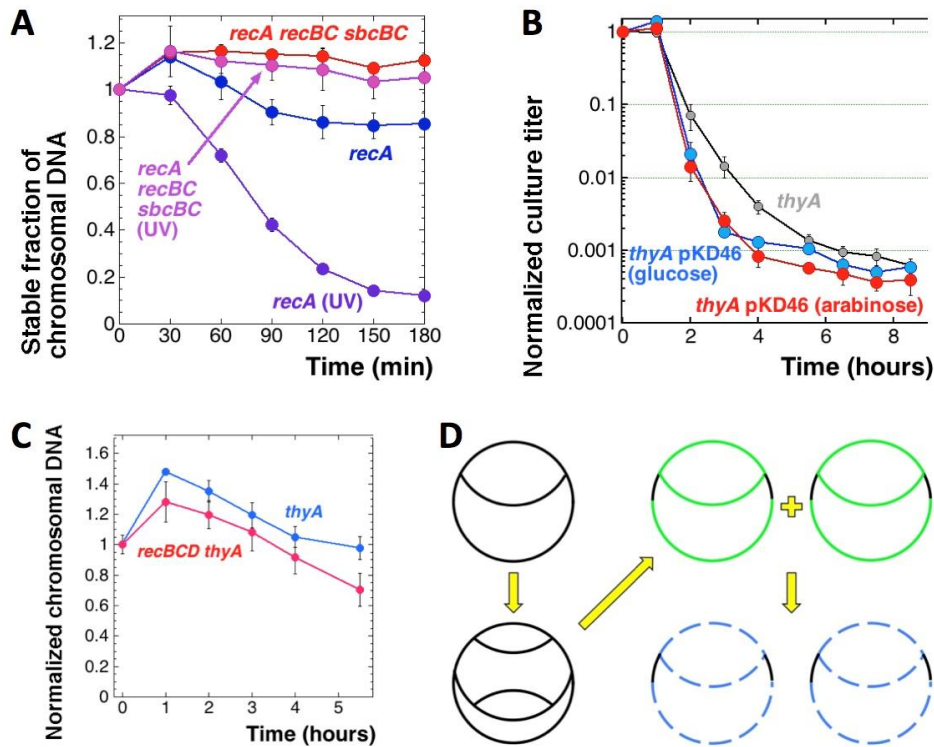 A
Stable fraction of
chromosomal DNA
1.2
1
0.8
0.6
0.4
0.2
0
recA recBC sbcBC
recA
recA
recBC
sbcBC
(UV)
recA (UV)
0 30 60 90 120 150 180
Time (min)
B
Normalized culture titer
1
0.1
0.01
0.001
0.0001
thyA
thyA pKD46
(glucose)
thyA pKD46 (arabinose)
0 2 4 6 8
Time (hours)
C
Normalized chromosomal DNA
1.6
1.4
1.2
1
0.8
0.6
0.4
0.2
0
thyA
recBCD thyA
0 1 2 3 4 5
Time (hours)
D